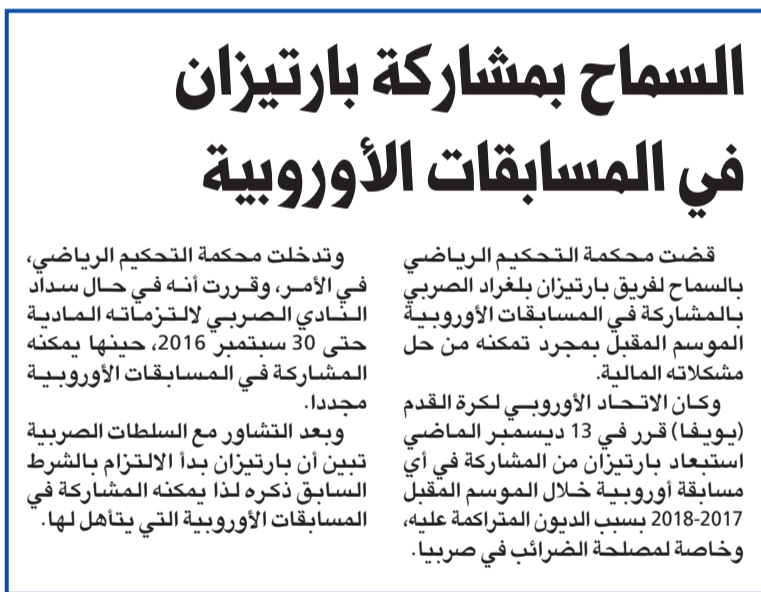 السماح بمشاركة بارتيزان
في المسابقات الأوروبية
قضت محكمة التحكيم الرياضي
بالسماح لفريق بارتيزان بلغراد الصربي
بالمشاركة في المسابقات الأوروبية
الموسم المقبل بمجرد تمكنه من حل
مشكلاته المالية.
وكان الاتحاد الأوروبي لكرة القدم
(يويفا) قرر في 13 ديسمبر الماضي
استبعاد بارتيزان من المشاركة في أي
مسابقة أوروبية خلال الموسم المقبل
2017-2018 بسبب الديون المتراكمة عليه،
وخاصة لمصلحة الضرائب في صربيا.
وتدخلت محكمة التحكيم الرياضي،
في الأمر، وقررت أنه في حال سداد
النادي الصربي لالتزماته المادية
حتى 30 سبتمبر 2016، حينها يمكنه
المشاركة في المسابقات الأوروبية
مجددا.
وبعد التشاور مع السلطات الصربية
تبين أن بارتيزان بدأ الالتزام بالشرط
السابق ذكره لذا يمكنه المشاركة في
المسابقات الأوروبية التي يتأهل لها.